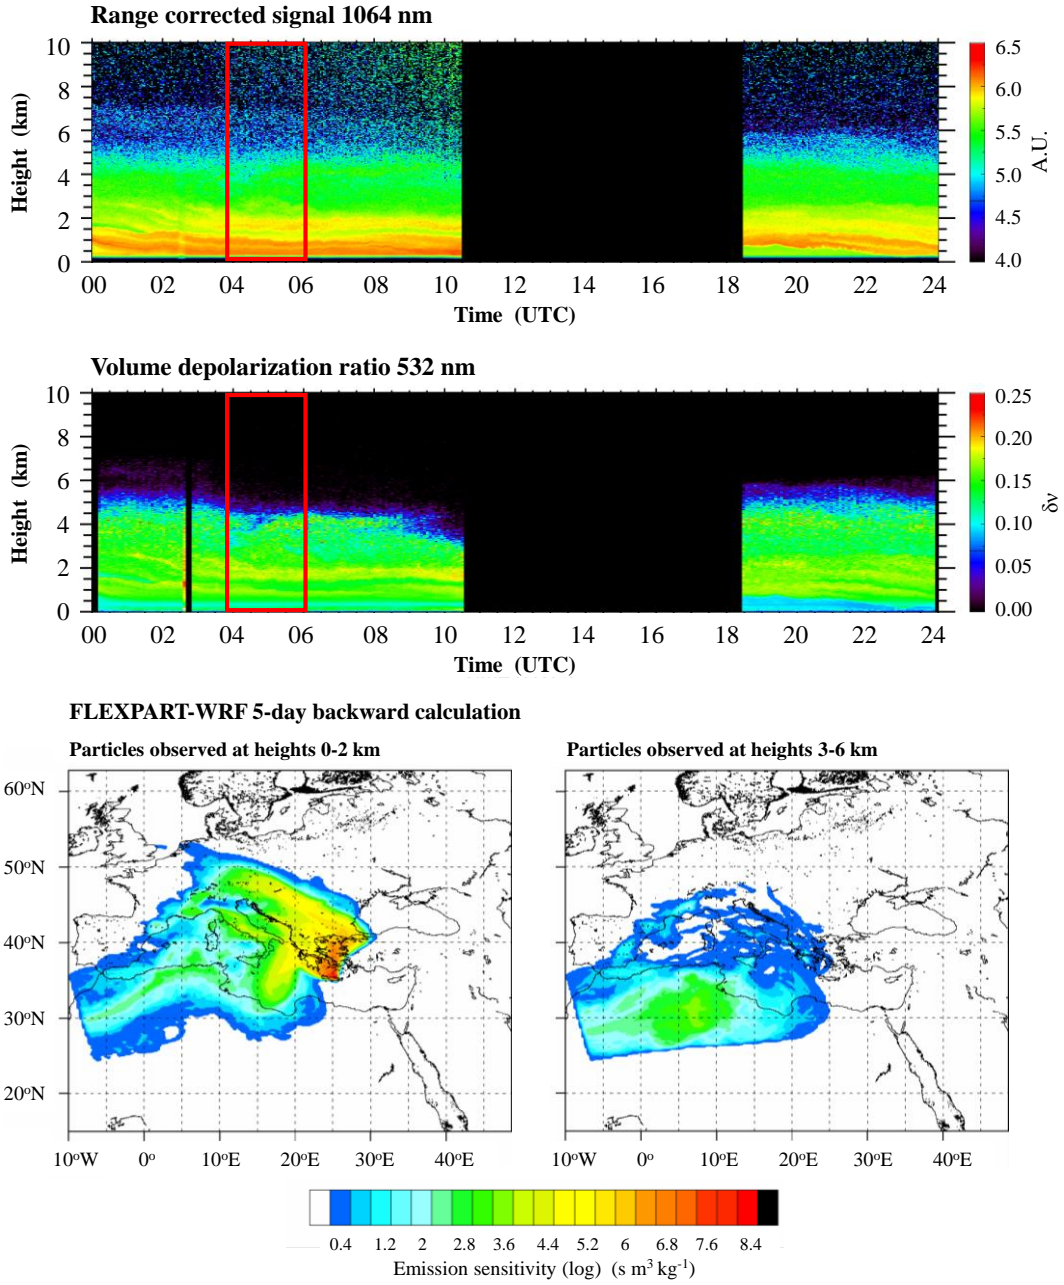 Range corrected signal 1064 nm
10
8
6
4
2
0
Height (km)
00 02 04 06 08 10 12 14 16 18 20 22 24
Time (UTC)
6.5
6.0
5.5
5.0
4.5
4.0
A.U.
Volume depolarization ratio 532 nm
10
8
6
4
2
0
Height (km)
00 02 04 06 08 10 12 14 16 18 20 22 24
Time (UTC)
0.25
0.20
0.15
0.10
0.05
0.00
δν
FLEXPART-WRF 5-day backward calculation
Particles observed at heights 0-2 km
Particles observed at heights 3-6 km
60°N
50°N
40°N
30°N
20°N
10°W 0° 10°E 20°E 30°E 40°E
10°W 0° 10°E 20°E 30°E 40°E
0.4 1.2 2 2.8 3.6 4.4 5.2 6 6.8 7.6 8.4
Emission sensitivity (log) (s m³ kg⁻¹)